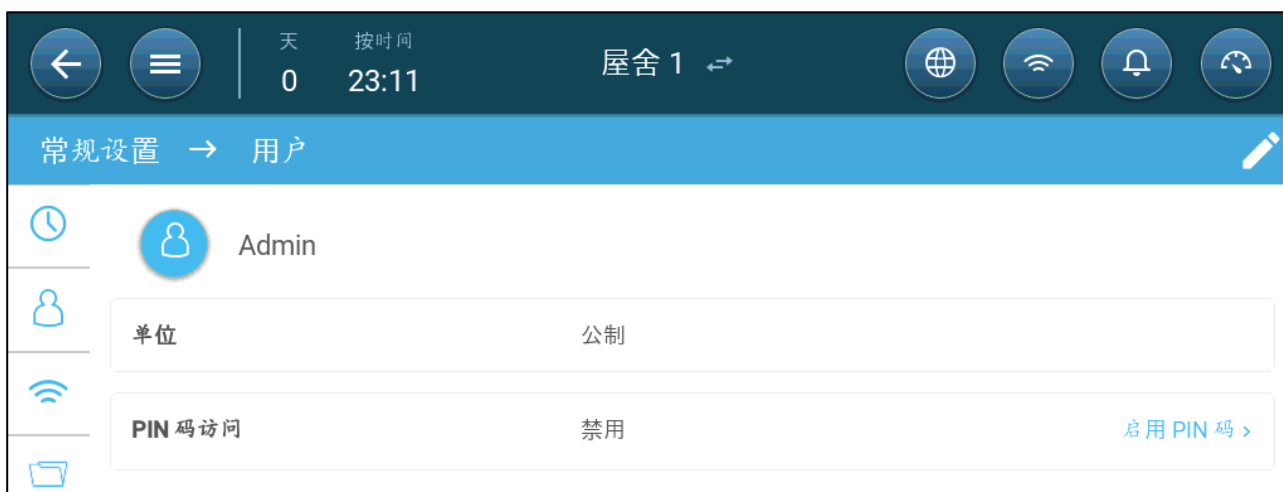 天 按时间
0 23:11
屋舍 1
常规设置 → 用户
Admin
单位 公制
PIN 码访问 禁用 启用 PIN 码 ›